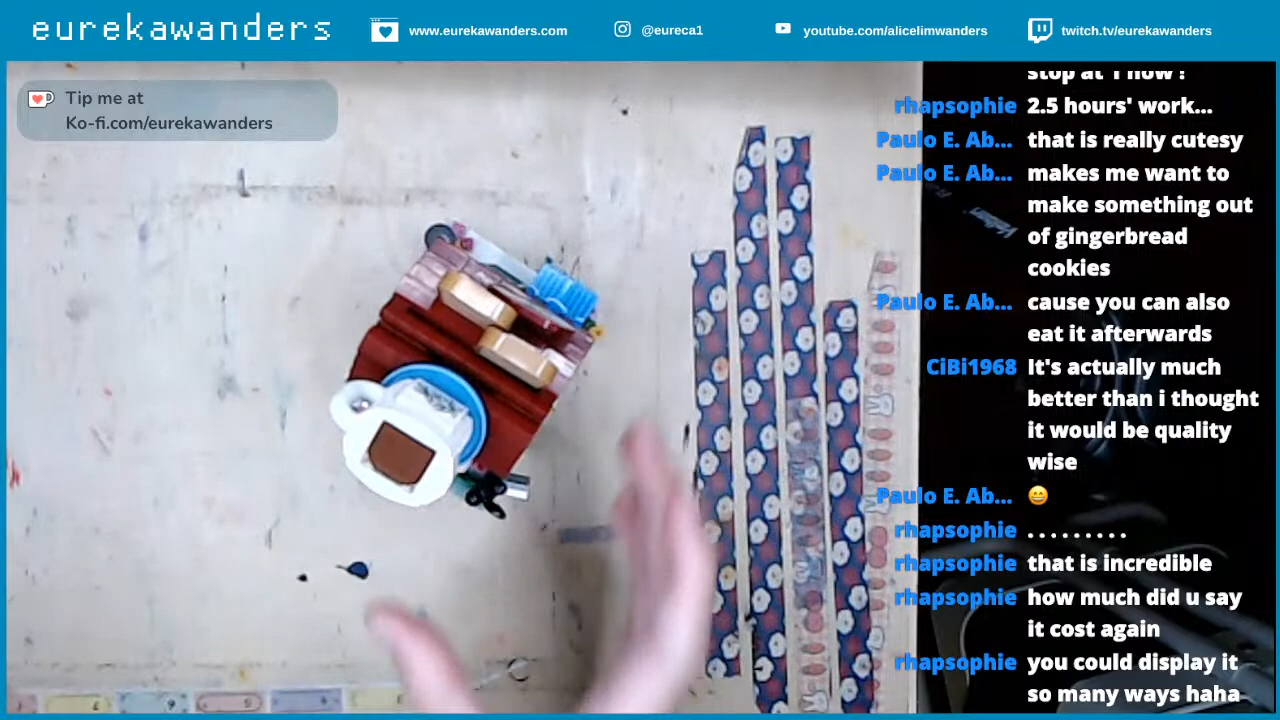 eurekawanders
www.eurekawanders.com
@eureca1
youtube.com/alicelimwanders
twitch.tv/eurekawanders
Tip me at
Ko-fi.com/eurekawanders
rhapsophie 2.5 hours' work...
Paulo E. Ab... that is really cutesy
Paulo E. Ab... makes me want to
make something out
of gingerbread
cookies
Paulo E. Ab... cause you can also
eat it afterwards
CiBi1968 It's actually much
better than i thought
it would be quality
wise
Paulo E. Ab... 😄
rhapsophie . . . . . . . . .
rhapsophie that is incredible
rhapsophie how much did u say
it cost again
rhapsophie you could display it
so many ways haha